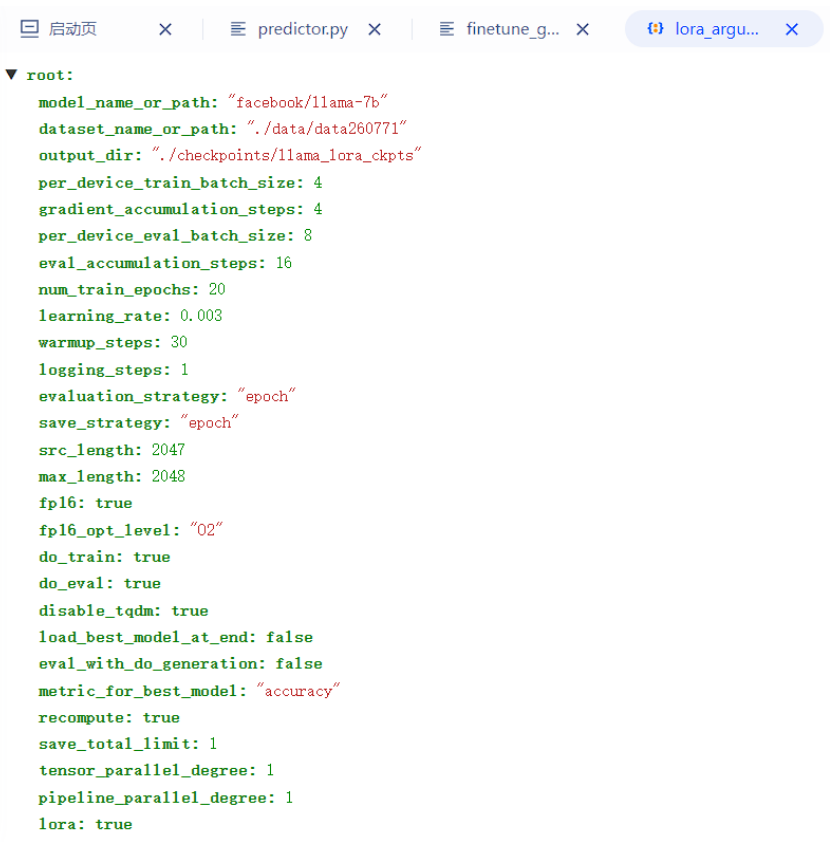 启动页 predictor.py finetune_g... lora_argu...
root:
model_name_or_path: "facebook/llama-7b"
dataset_name_or_path: "./data/data260771"
output_dir: "./checkpoints/llama_lora_ckpts"
per_device_train_batch_size: 4
gradient_accumulation_steps: 4
per_device_eval_batch_size: 8
eval_accumulation_steps: 16
num_train_epochs: 20
learning_rate: 0.003
warmup_steps: 30
logging_steps: 1
evaluation_strategy: "epoch"
save_strategy: "epoch"
src_length: 2047
max_length: 2048
fp16: true
fp16_opt_level: "O2"
do_train: true
do_eval: true
disable_tqdm: true
load_best_model_at_end: false
eval_with_do_generation: false
metric_for_best_model: "accuracy"
recompute: true
save_total_limit: 1
tensor_parallel_degree: 1
pipeline_parallel_degree: 1
lora: true